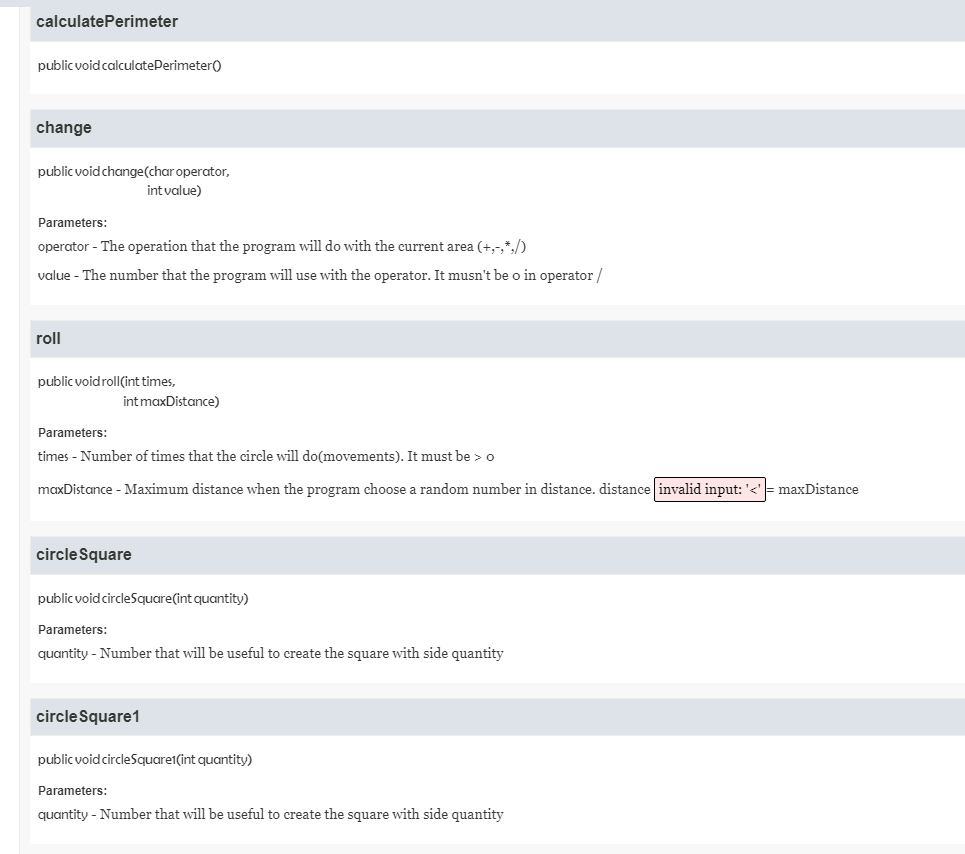 calculatePerimeter
public void calculatePerimeter()
change
public void change(char operator,
int value)
Parameters:
operator - The operation that the program will do with the current area (+,-,*,/)
value - The number that the program will use with the operator. It musn't be 0 in operator /
roll
public void roll(int times,
int maxDistance)
Parameters:
times - Number of times that the circle will do(movements). It must be > 0
maxDistance - Maximum distance when the program choose a random number in distance. distance invalid input: '<' = maxDistance
circleSquare
public void circleSquare(int quantity)
Parameters:
quantity - Number that will be useful to create the square with side quantity
circleSquare1
public void circleSquare1(int quantity)
Parameters:
quantity - Number that will be useful to create the square with side quantity